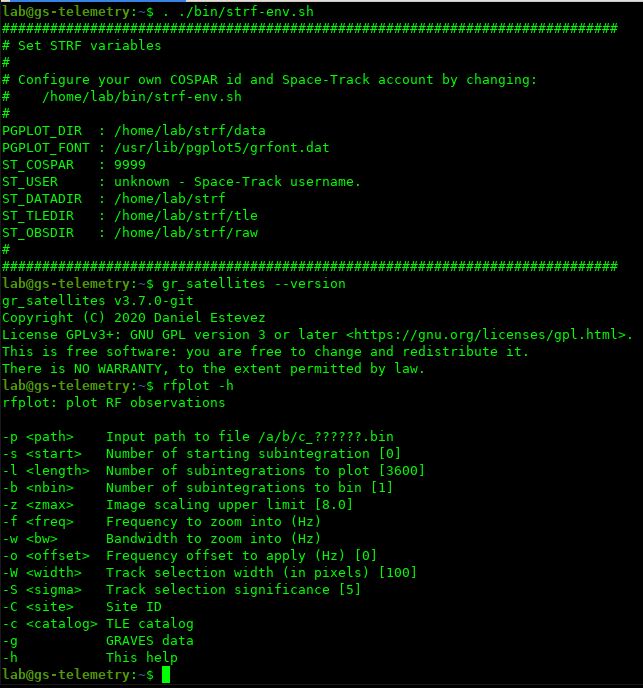 lab@gs-telemetry:~$ . ./bin/strf-env.sh
#############################################################################
# Set STRF variables
#
# Configure your own COSPAR id and Space-Track account by changing:
#    /home/lab/bin/strf-env.sh
#
PGPLOT_DIR  : /home/lab/strf/data
PGPLOT_FONT : /usr/lib/pgplot5/grfont.dat
ST_COSPAR   : 9999
ST_USER     : unknown - Space-Track username.
ST_DATADIR  : /home/lab/strf
ST_TLEDIR   : /home/lab/strf/tle
ST_OBSDIR   : /home/lab/strf/raw
#
#############################################################################
lab@gs-telemetry:~$ gr_satellites --version
gr_satellites v3.7.0-git
Copyright (C) 2020 Daniel Estevez
License GPLv3+: GNU GPL version 3 or later <https://gnu.org/licenses/gpl.html>.
This is free software: you are free to change and redistribute it.
There is NO WARRANTY, to the extent permitted by law.
lab@gs-telemetry:~$ rfplot -h
rfplot: plot RF observations

-p <path>    Input path to file /a/b/c_??????.bin
-s <start>   Number of starting subintegration [0]
-l <length>  Number of subintegrations to plot [3600]
-b <nbin>    Number of subintegrations to bin [1]
-z <zmax>    Image scaling upper limit [8.0]
-f <freq>    Frequency to zoom into (Hz)
-w <bw>      Bandwidth to zoom into (Hz)
-o <offset>  Frequency offset to apply (Hz) [0]
-W <width>   Track selection width (in pixels) [100]
-S <sigma>   Track selection significance [5]
-C <site>    Site ID
-c <catalog> TLE catalog
-g           GRAVES data
-h           This help
lab@gs-telemetry:~$